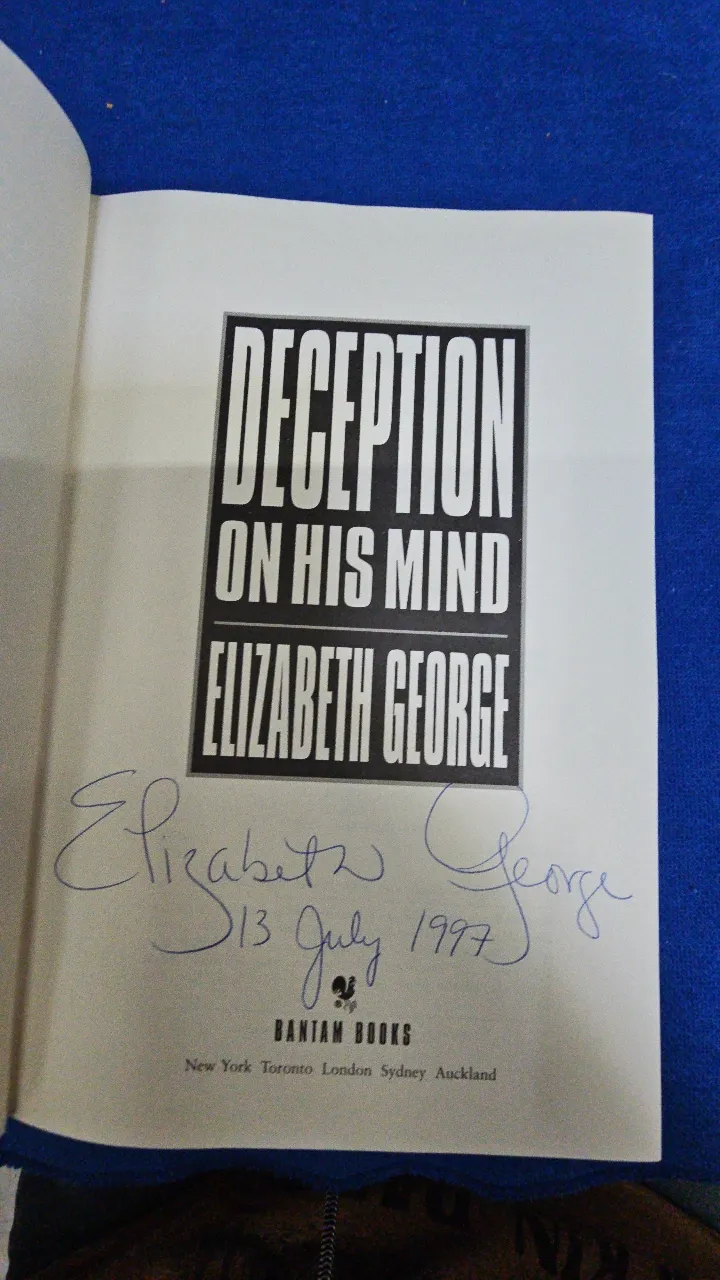 DECEPTION
ON HIS MIND
ELIZABETH GEORGE
Elizabeth George
13 July 1997
BANTAM BOOKS
New York Toronto London Sydney Auckland